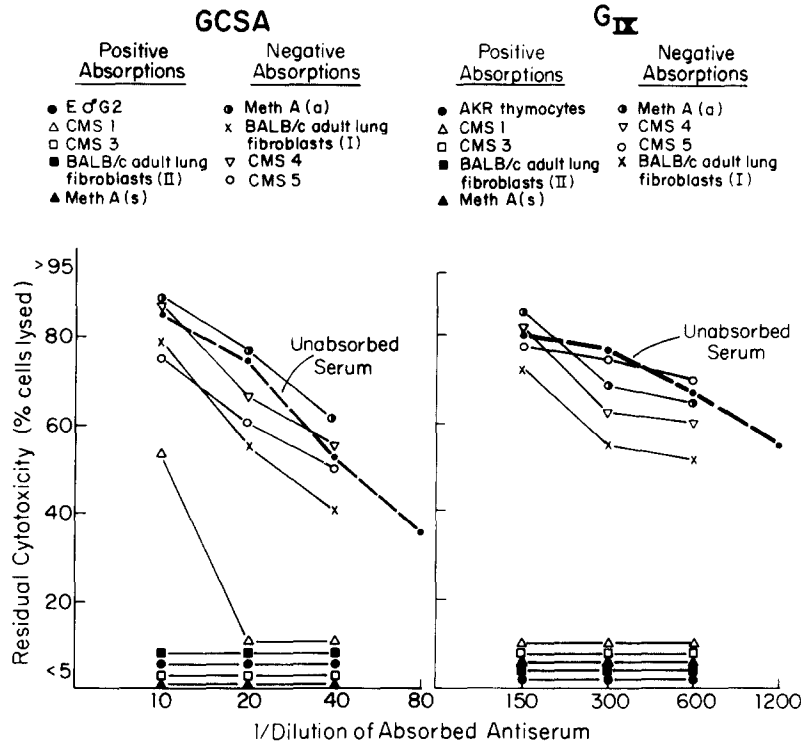 GCSA
Positive Absorptions
● E♂G2
△ CMS 1
□ CMS 3
■ BALB/c adult lung
fibroblasts (II)
▲ Meth A(s)
Negative Absorptions
◑ Meth A (a)
x BALB/c adult lung
fibroblasts (I)
▽ CMS 4
○ CMS 5
G_IX
Positive Absorptions
● AKR thymocytes
△ CMS 1
□ CMS 3
■ BALB/c adult lung
fibroblasts (II)
▲ Meth A(s)
Negative Absorptions
◑ Meth A (a)
▽ CMS 4
○ CMS 5
x BALB/c adult lung
fibroblasts (I)
Residual Cytotoxicity (% cells lysed)
>95
80
60
40
20
<5
Unabsorbed
Serum
Unabsorbed
Serum
10 20 40 80
150 300 600 1200
1/Dilution of Absorbed Antiserum